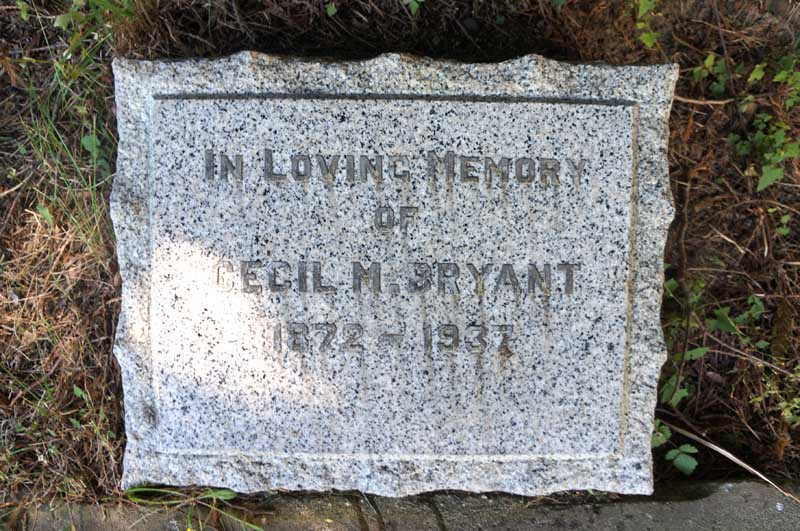 IN LOVING MEMORY
OF
CECIL M. BRYANT
1872 - 1937